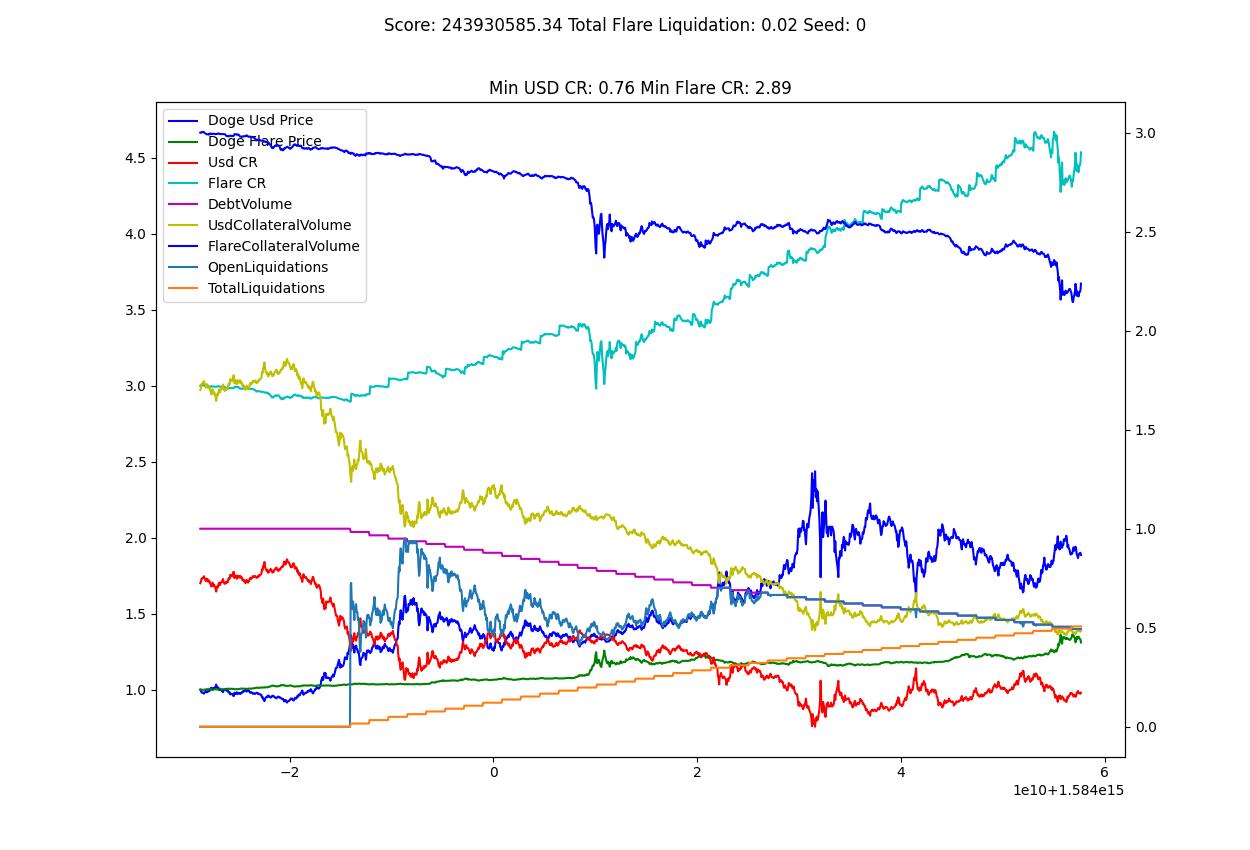 Score: 243930585.34 Total Flare Liquidation: 0.02 Seed: 0
Min USD CR: 0.76 Min Flare CR: 2.89
Doge Usd Price
Doge Flare Price
Usd CR
Flare CR
DebtVolume
UsdCollateralVolume
FlareCollateralVolume
OpenLiquidations
TotalLiquidations
4.5
4.0
3.5
3.0
2.5
2.0
1.5
1.0
3.0
2.5
2.0
1.5
1.0
0.5
0.0
−2 0 2 4 6
1e10+1.584e15